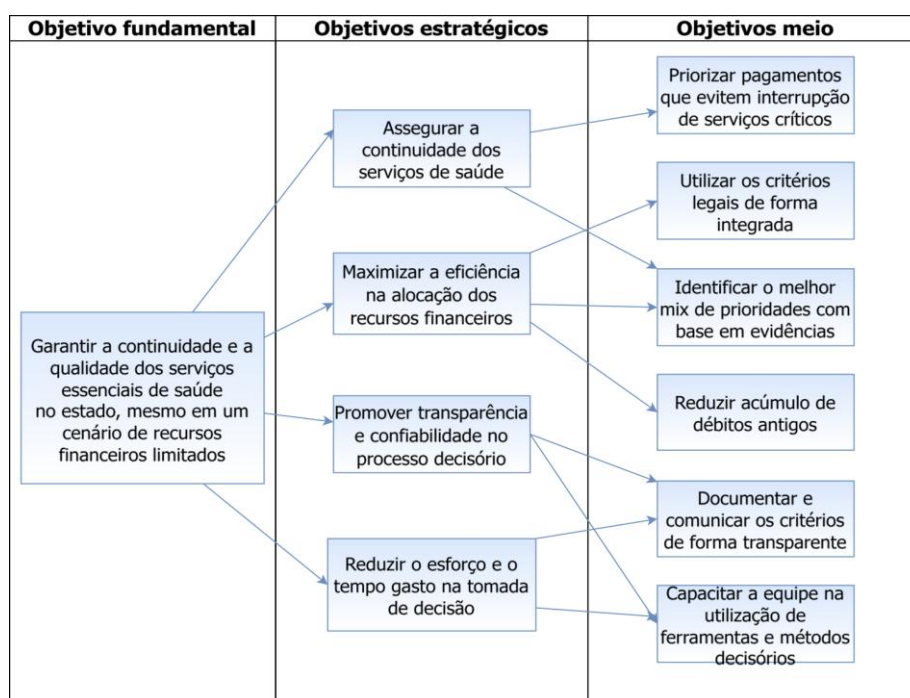 Objetivo fundamental
Objetivos estratégicos
Objetivos meio
Garantir a continuidade e a
qualidade dos serviços
essenciais de saúde
no estado, mesmo em um
cenário de recursos
financeiros limitados
Assegurar a
continuidade dos
serviços de saúde
Maximizar a eficiência
na alocação dos
recursos financeiros
Promover transparência
e confiabilidade no
processo decisório
Reduzir o esforço e o
tempo gasto na tomada
de decisão
Priorizar pagamentos
que evitem interrupção
de serviços críticos
Utilizar os critérios
legais de forma
integrada
Identificar o melhor
mix de prioridades com
base em evidências
Reduzir acúmulo de
débitos antigos
Documentar e
comunicar os critérios
de forma transparente
Capacitar a equipe na
utilização de
ferramentas e métodos
decisórios